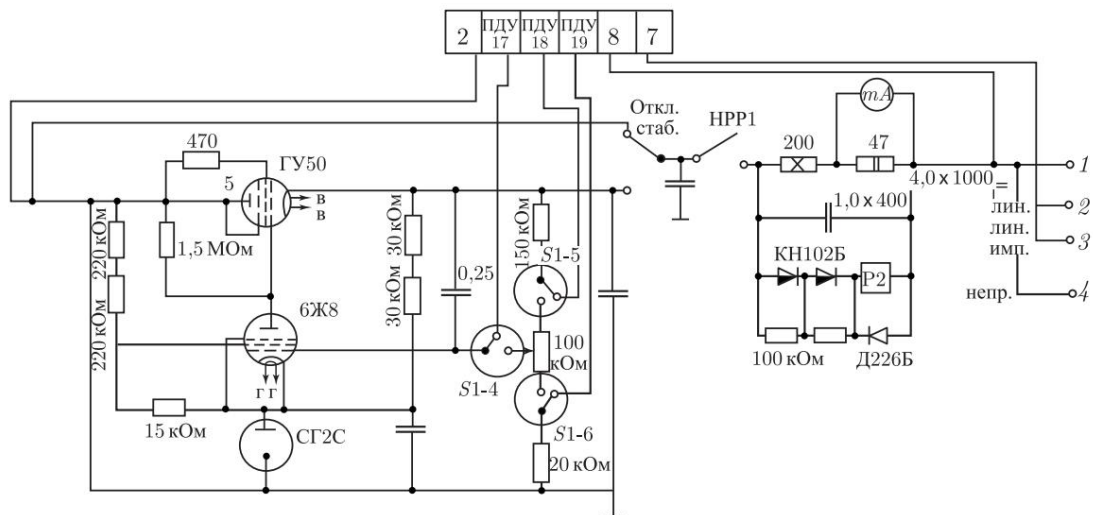 2 ПДУ 17 ПДУ 18 ПДУ 19 8 7
mA
Откл.
стаб.
НРР1
470
ГУ50
200
47
1
5
в
в
4,0 х 1000
=
лин.
2
220 кОм
1,5 МОм
30 кОм
150 кОм
1,0 х 400
лин.
имп.
3
S1-5
КН102Б
0,25
Р2
непр.
4
220 кОм
6Ж8
30 кОм
100
кОм
100 кОм
Д226Б
г г
S1-4
15 кОм
СГ2С
S1-6
20 кОм